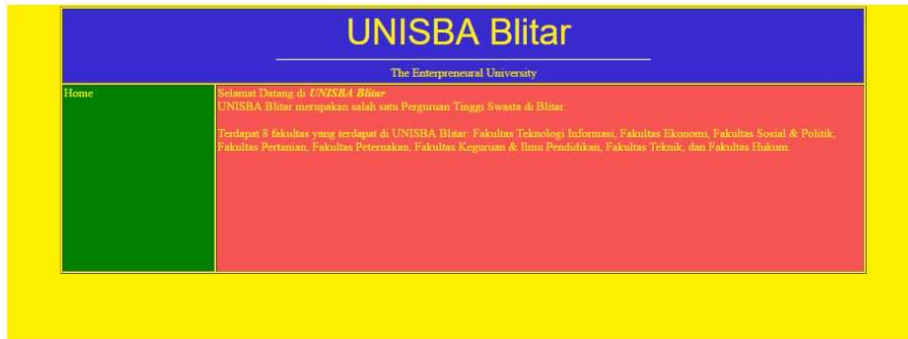 UNISBA Blitar
The Enterpreneural University
Home
Selamat Datang di UNISBA Blitar
UNISBA Blitar merupakan salah satu Perguruan Tinggi Swasta di Blitar.
Terdapat 8 fakultas yang terdapat di UNISBA Blitar: Fakultas Teknologi Informasi, Fakultas Ekonomi, Fakultas Sosial & Politik,
Fakultas Pertanian, Fakultas Peternakan, Fakultas Keguruan & Ilmu Pendidikan, Fakultas Teknik, dan Fakultas Hukum.